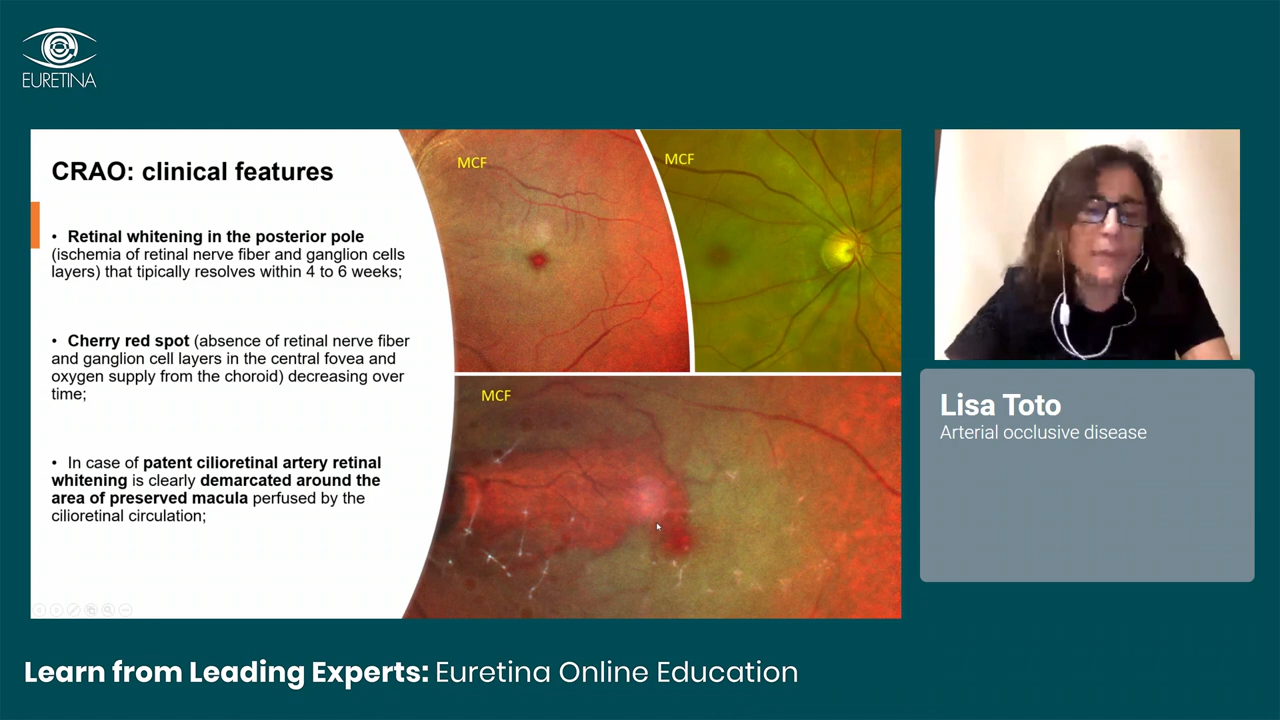 EURETINA
CRAO: clinical features
• Retinal whitening in the posterior pole
(ischemia of retinal nerve fiber and ganglion cells
layers) that tipically resolves within 4 to 6 weeks;
• Cherry red spot (absence of retinal nerve fiber
and ganglion cell layers in the central fovea and
oxygen supply from the choroid) decreasing over
time;
• In case of patent cilioretinal artery retinal
whitening is clearly demarcated around the
area of preserved macula perfused by the
cilioretinal circulation;
MCF
MCF
MCF
Lisa Toto
Arterial occlusive disease
Learn from Leading Experts: Euretina Online Education